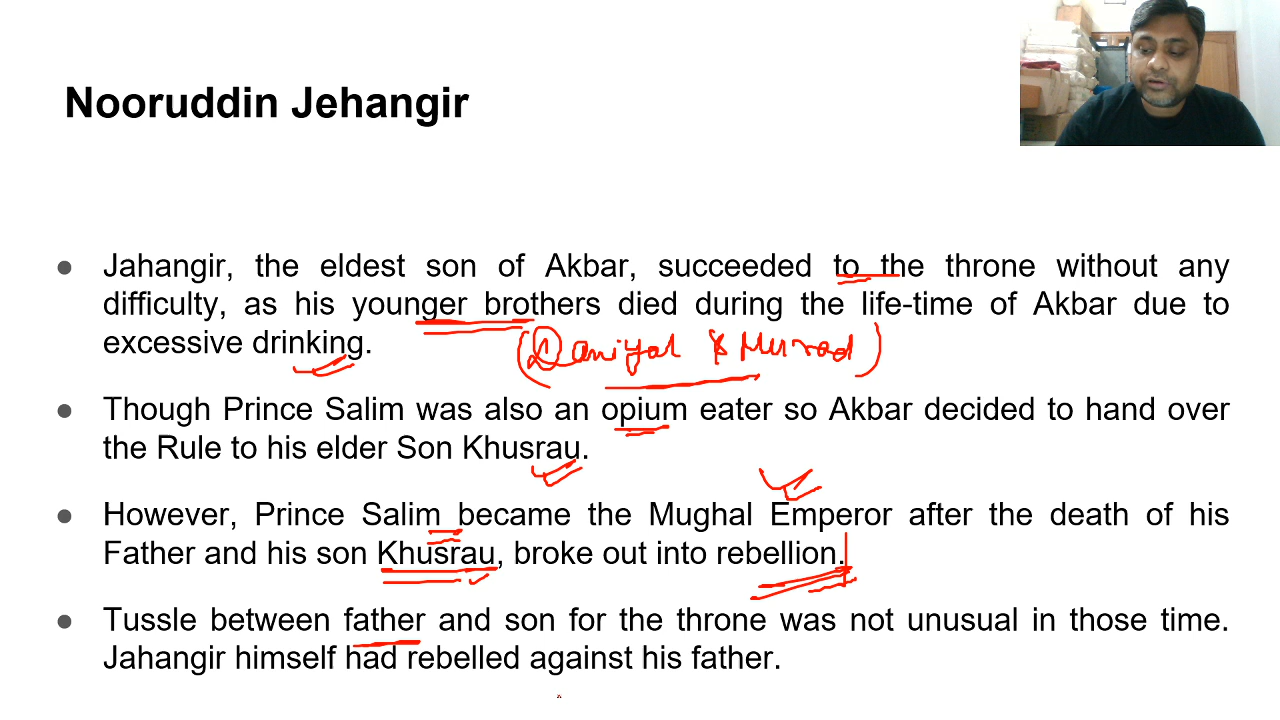 Nooruddin Jehangir
● Jahangir, the eldest son of Akbar, succeeded to the throne without any
difficulty, as his younger brothers died during the life-time of Akbar due to
excessive drinking.
(Daniyal & Murad)
● Though Prince Salim was also an opium eater so Akbar decided to hand over
the Rule to his elder Son Khusrau.
● However, Prince Salim became the Mughal Emperor after the death of his
Father and his son Khusrau, broke out into rebellion.
● Tussle between father and son for the throne was not unusual in those time.
Jahangir himself had rebelled against his father.